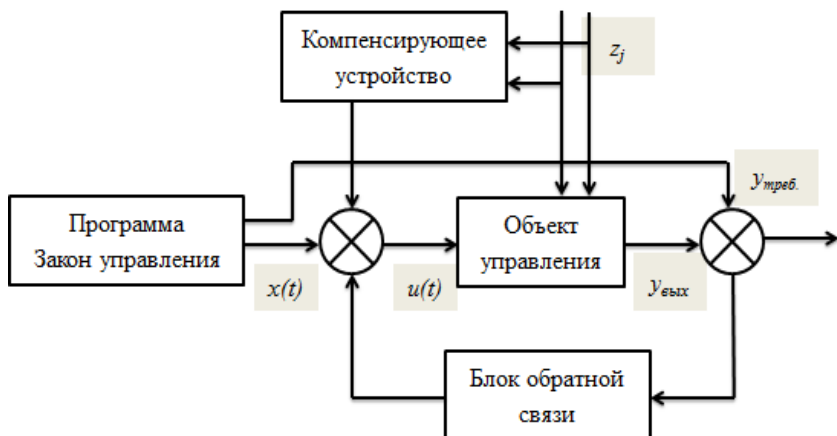 Компенсирующее
устройство
z_j
y_треб.
Программа
Закон управления
Объект
управления
x(t)
u(t)
y_вых
Блок обратной
связи